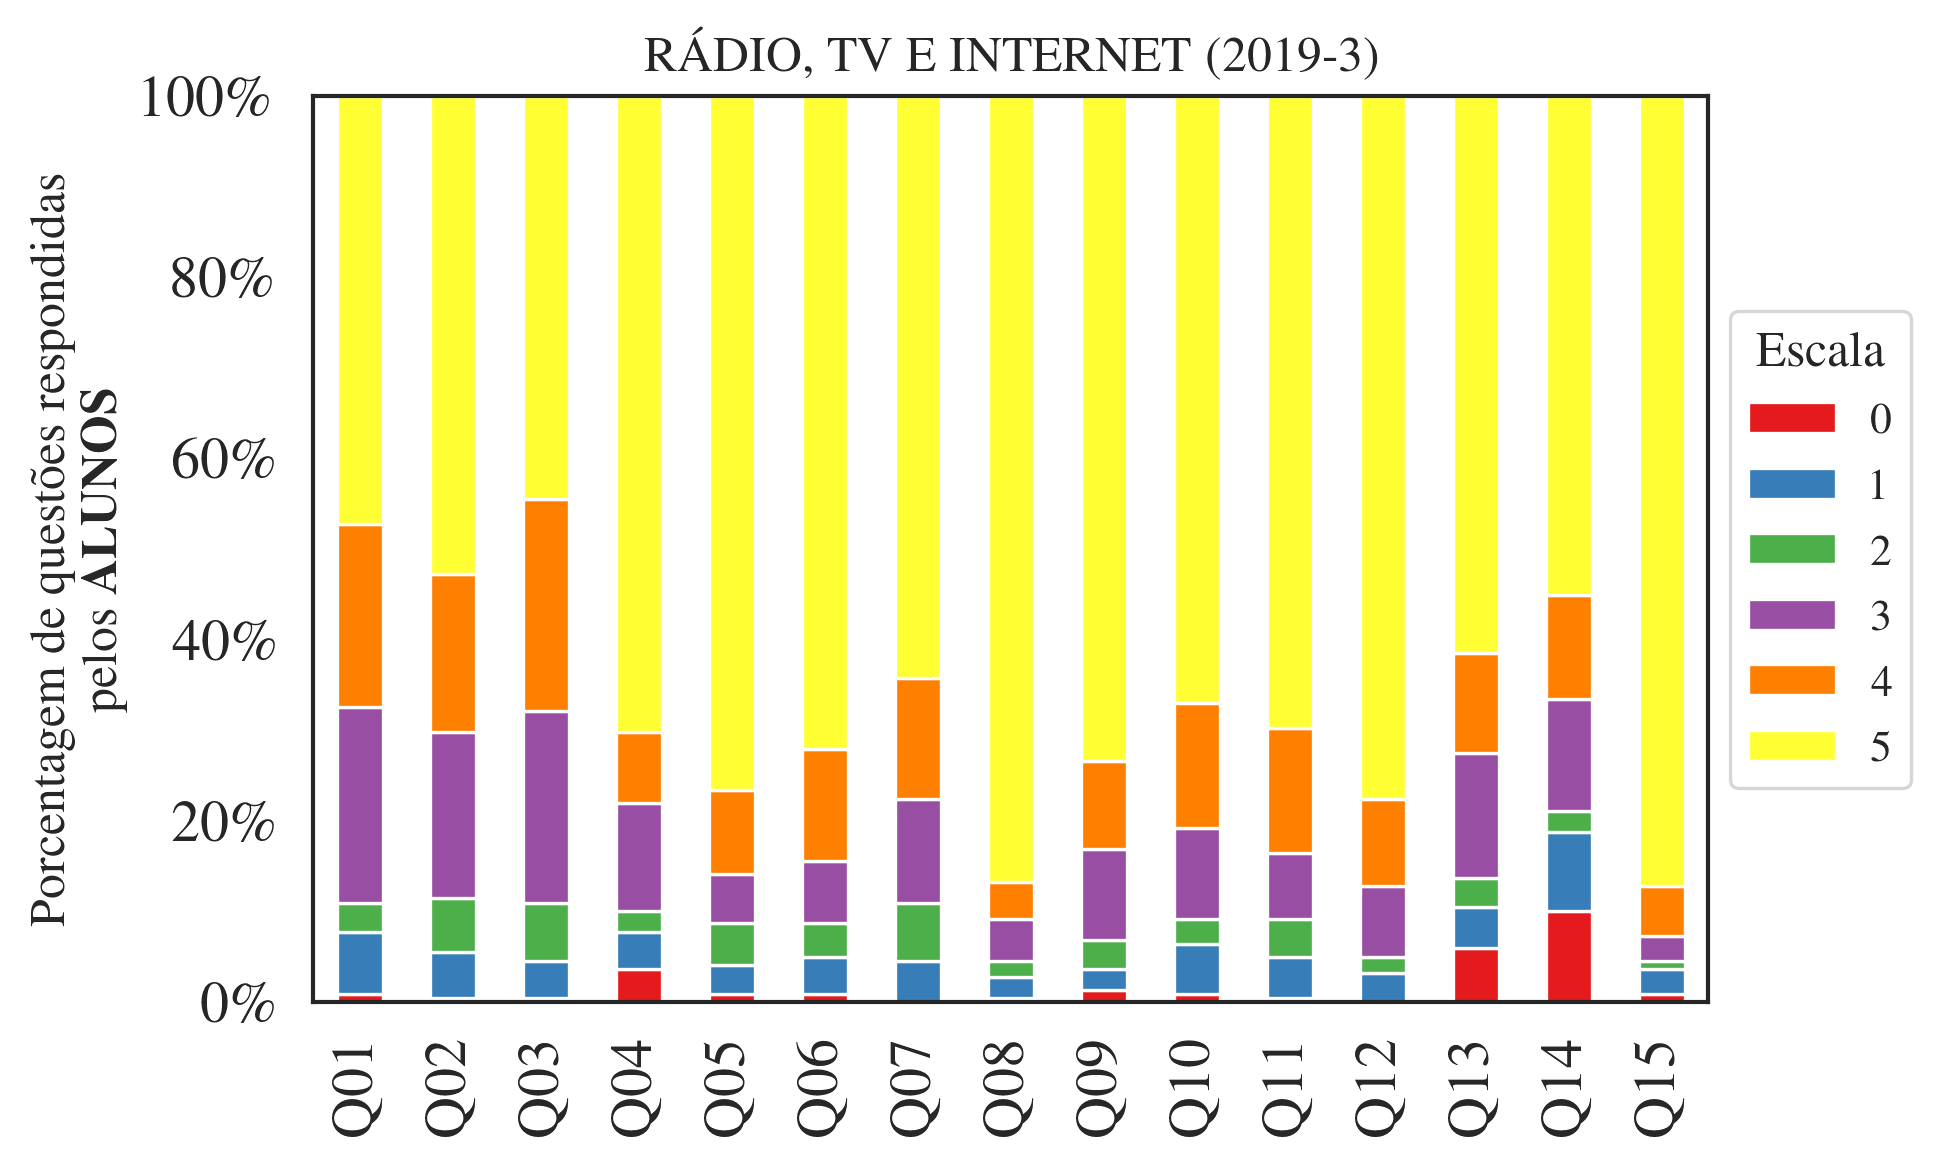 RÁDIO, TV E INTERNET (2019-3)
Porcentagem de questões respondidas
pelos ALUNOS
100%
80%
60%
40%
20%
0%
Q01
Q02
Q03
Q04
Q05
Q06
Q07
Q08
Q09
Q10
Q11
Q12
Q13
Q14
Q15
Escala
0
1
2
3
4
5